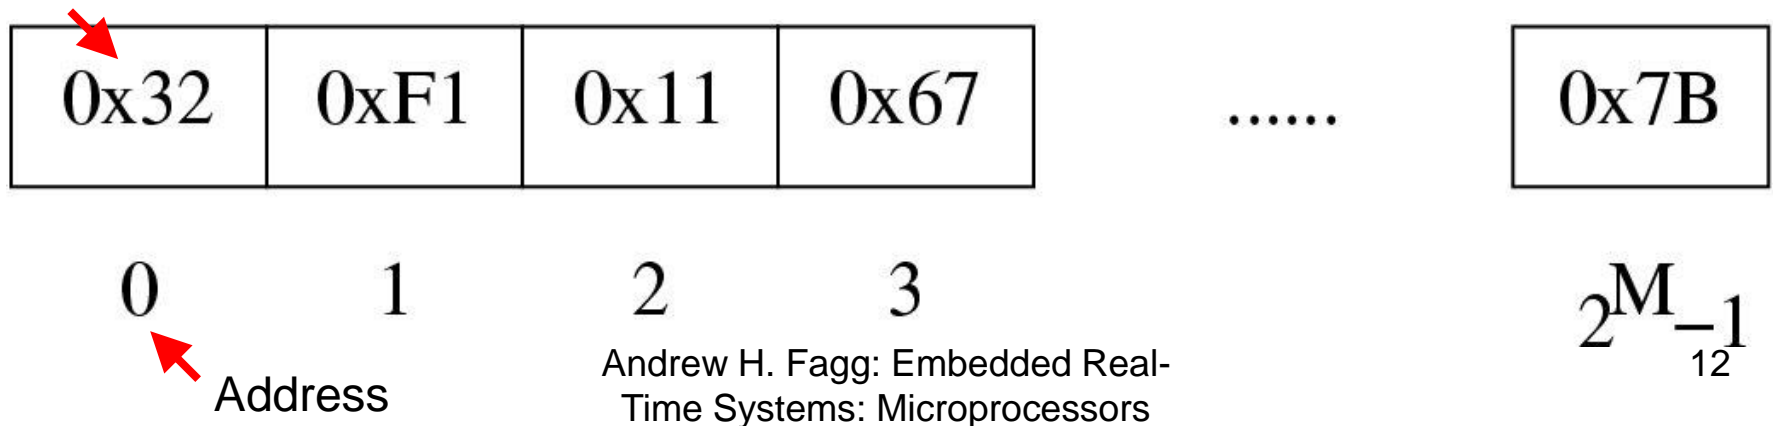 0x32 0xF1 0x11 0x67 ...... 0x7B
0 1 2 3 2^M–1
Address
Andrew H. Fagg: Embedded Real-
Time Systems: Microprocessors
12